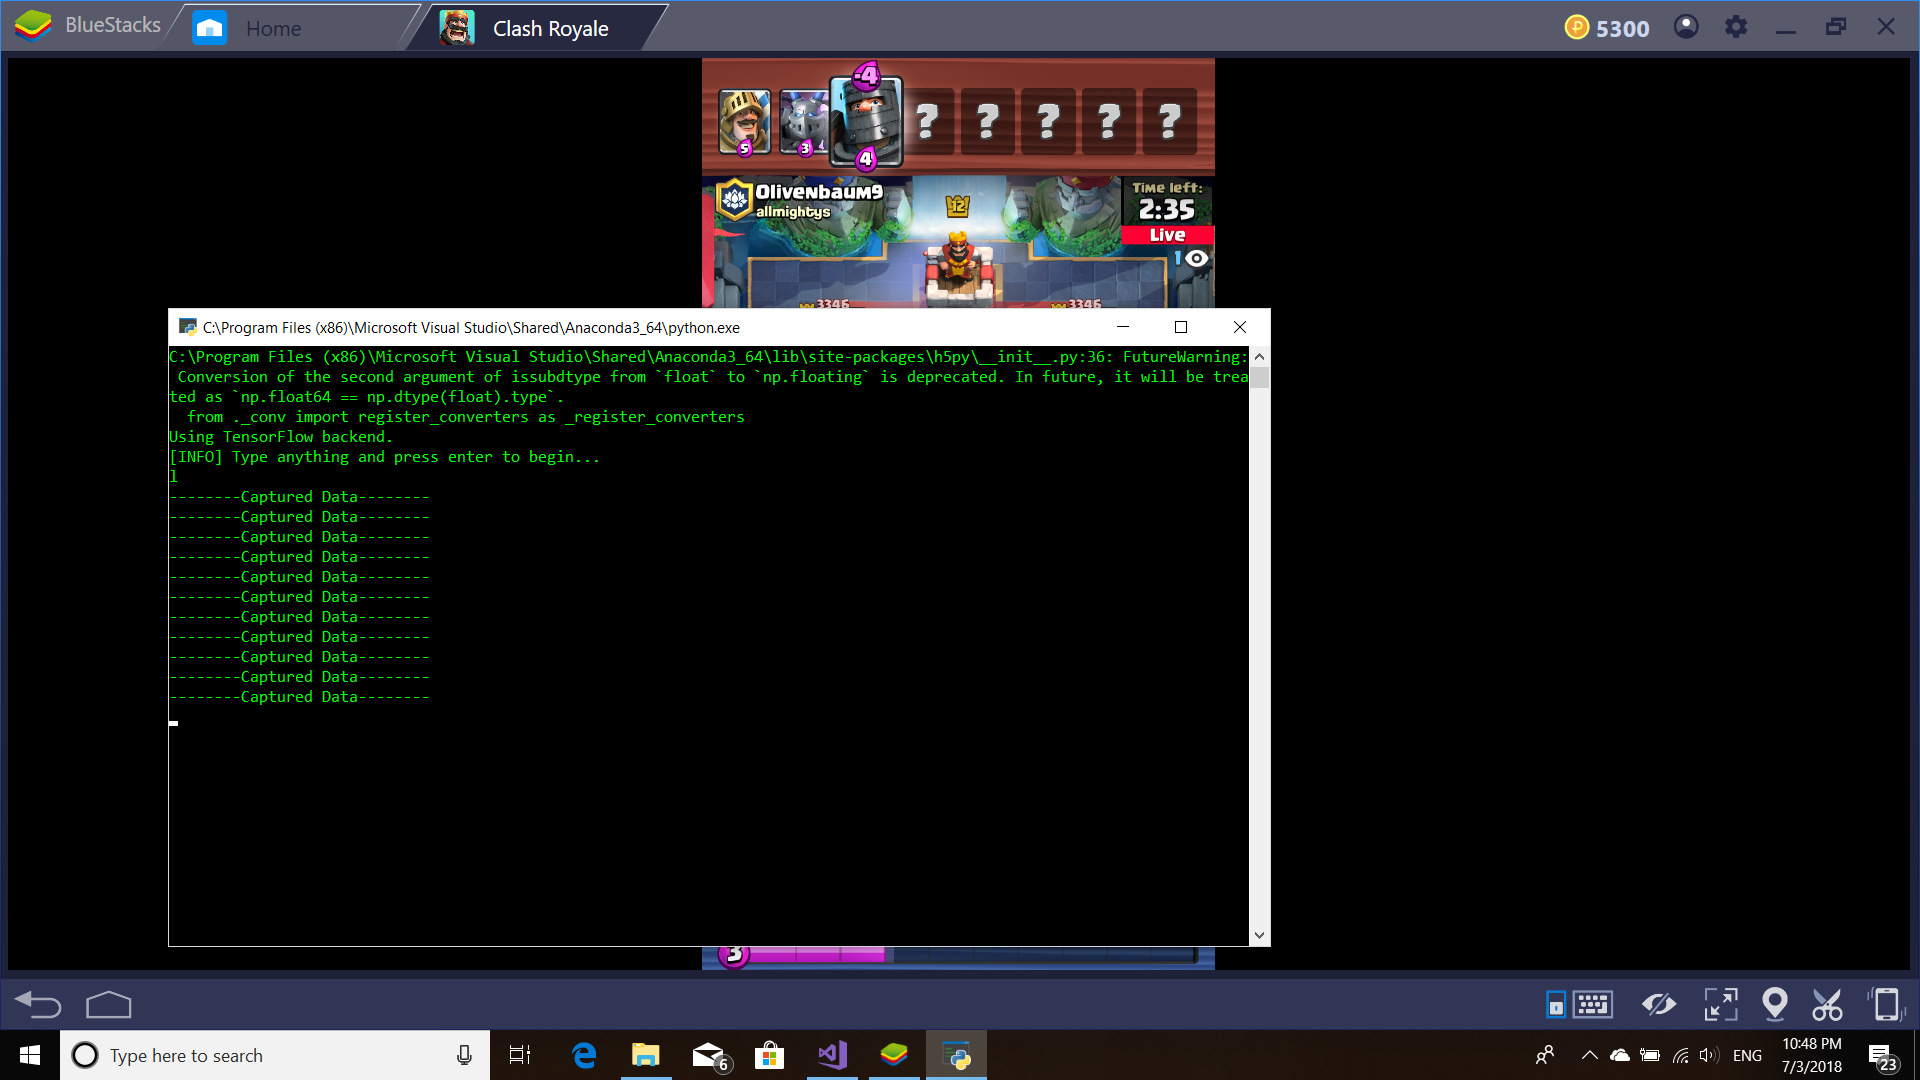 BlueStacks
Home
Clash Royale
5300
-4
5
3
4
? ? ? ? ?
Olivenbaum9
allmightys
12
Time left:
2:35
Live
1
3346
3346
C:\Program Files (x86)\Microsoft Visual Studio\Shared\Anaconda3_64\python.exe
C:\Program Files (x86)\Microsoft Visual Studio\Shared\Anaconda3_64\lib\site-packages\h5py\__init__.py:36: FutureWarning:
Conversion of the second argument of issubdtype from `float` to `np.floating` is deprecated. In future, it will be trea
ted as `np.float64 == np.dtype(float).type`.
from ._conv import register_converters as _register_converters
Using TensorFlow backend.
[INFO] Type anything and press enter to begin...
l
--------Captured Data--------
--------Captured Data--------
--------Captured Data--------
--------Captured Data--------
--------Captured Data--------
--------Captured Data--------
--------Captured Data--------
--------Captured Data--------
--------Captured Data--------
--------Captured Data--------
--------Captured Data--------
3
Type here to search
6
ENG
10:48 PM
7/3/2018
23